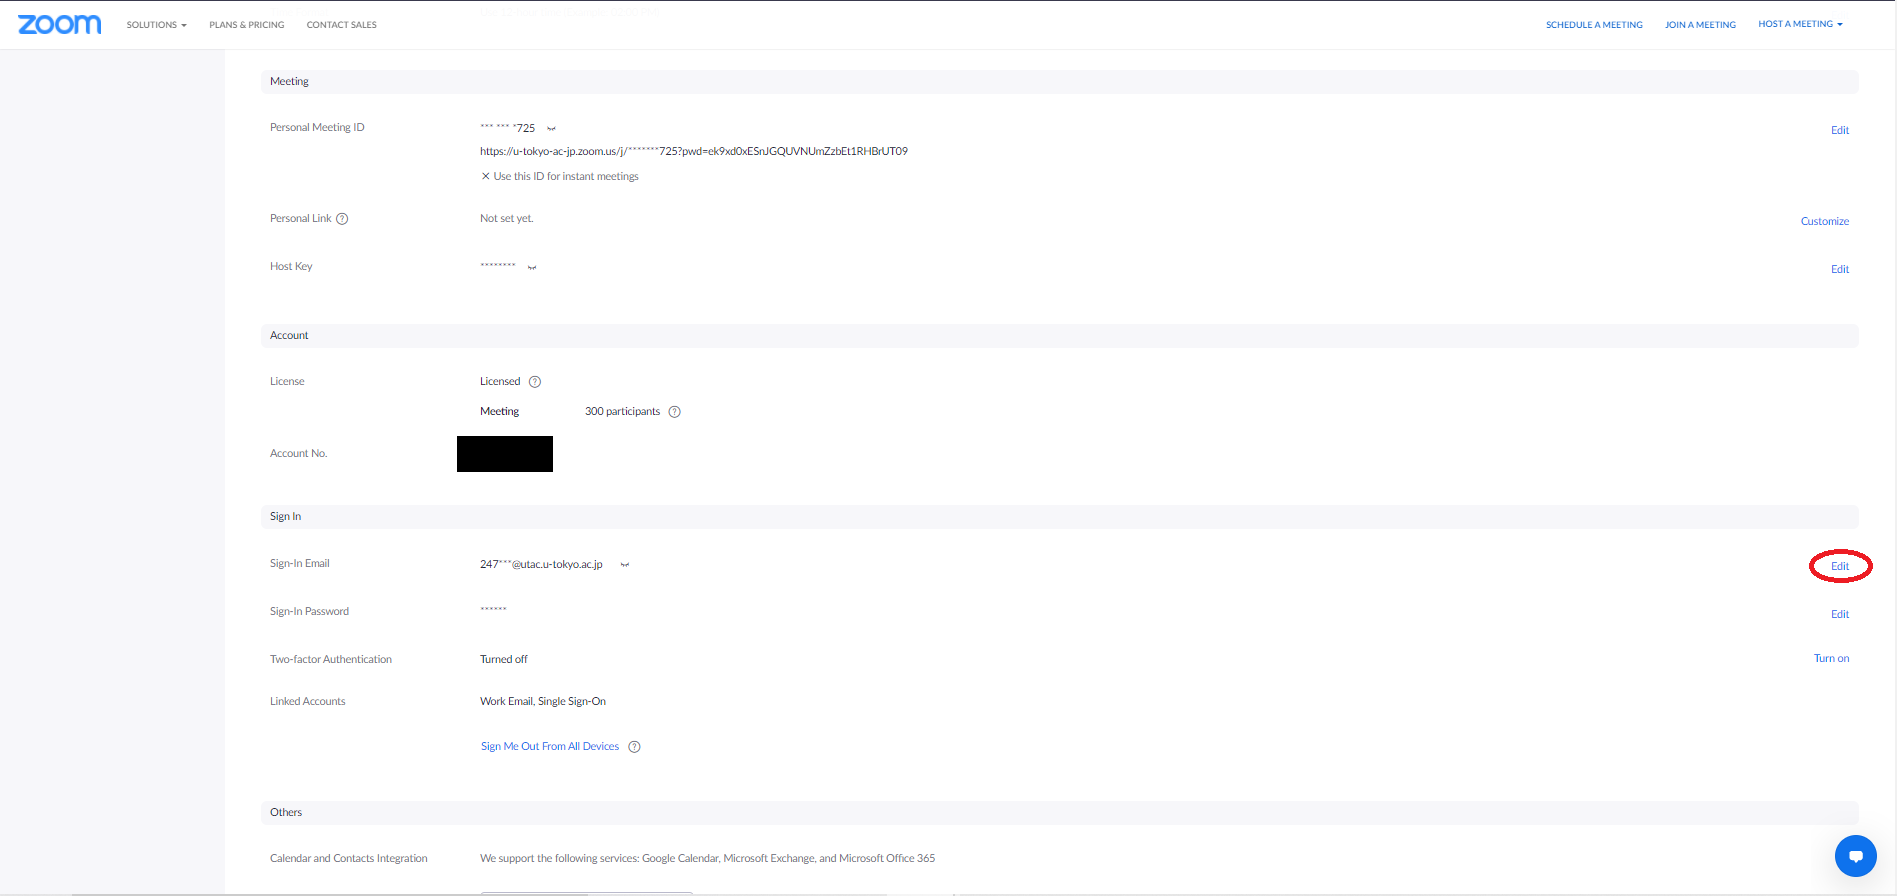 zoom SOLUTIONS PLANS & PRICING CONTACT SALES SCHEDULE A MEETING JOIN A MEETING HOST A MEETING
Meeting
Personal Meeting ID *** *** *725 Edit
https://u-tokyo-ac-jp.zoom.us/j/*******725?pwd=ek9xd0xESnJGQUVNUmZzbEt1RHBrUT09
× Use this ID for instant meetings
Personal Link ? Not set yet. Customize
Host Key ******** Edit
Account
License Licensed ?
Meeting 300 participants ?
Account No.
Sign In
Sign-In Email 247***@utac.u-tokyo.ac.jp Edit
Sign-In Password ****** Edit
Two-factor Authentication Turned off Turn on
Linked Accounts Work Email, Single Sign-On
Sign Me Out From All Devices ?
Others
Calendar and Contacts Integration We support the following services: Google Calendar, Microsoft Exchange, and Microsoft Office 365